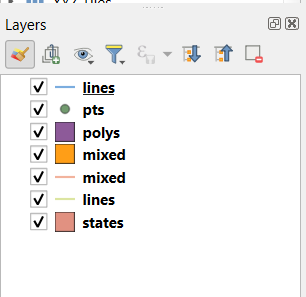 Layers
lines
pts
polys
mixed
mixed
lines
states